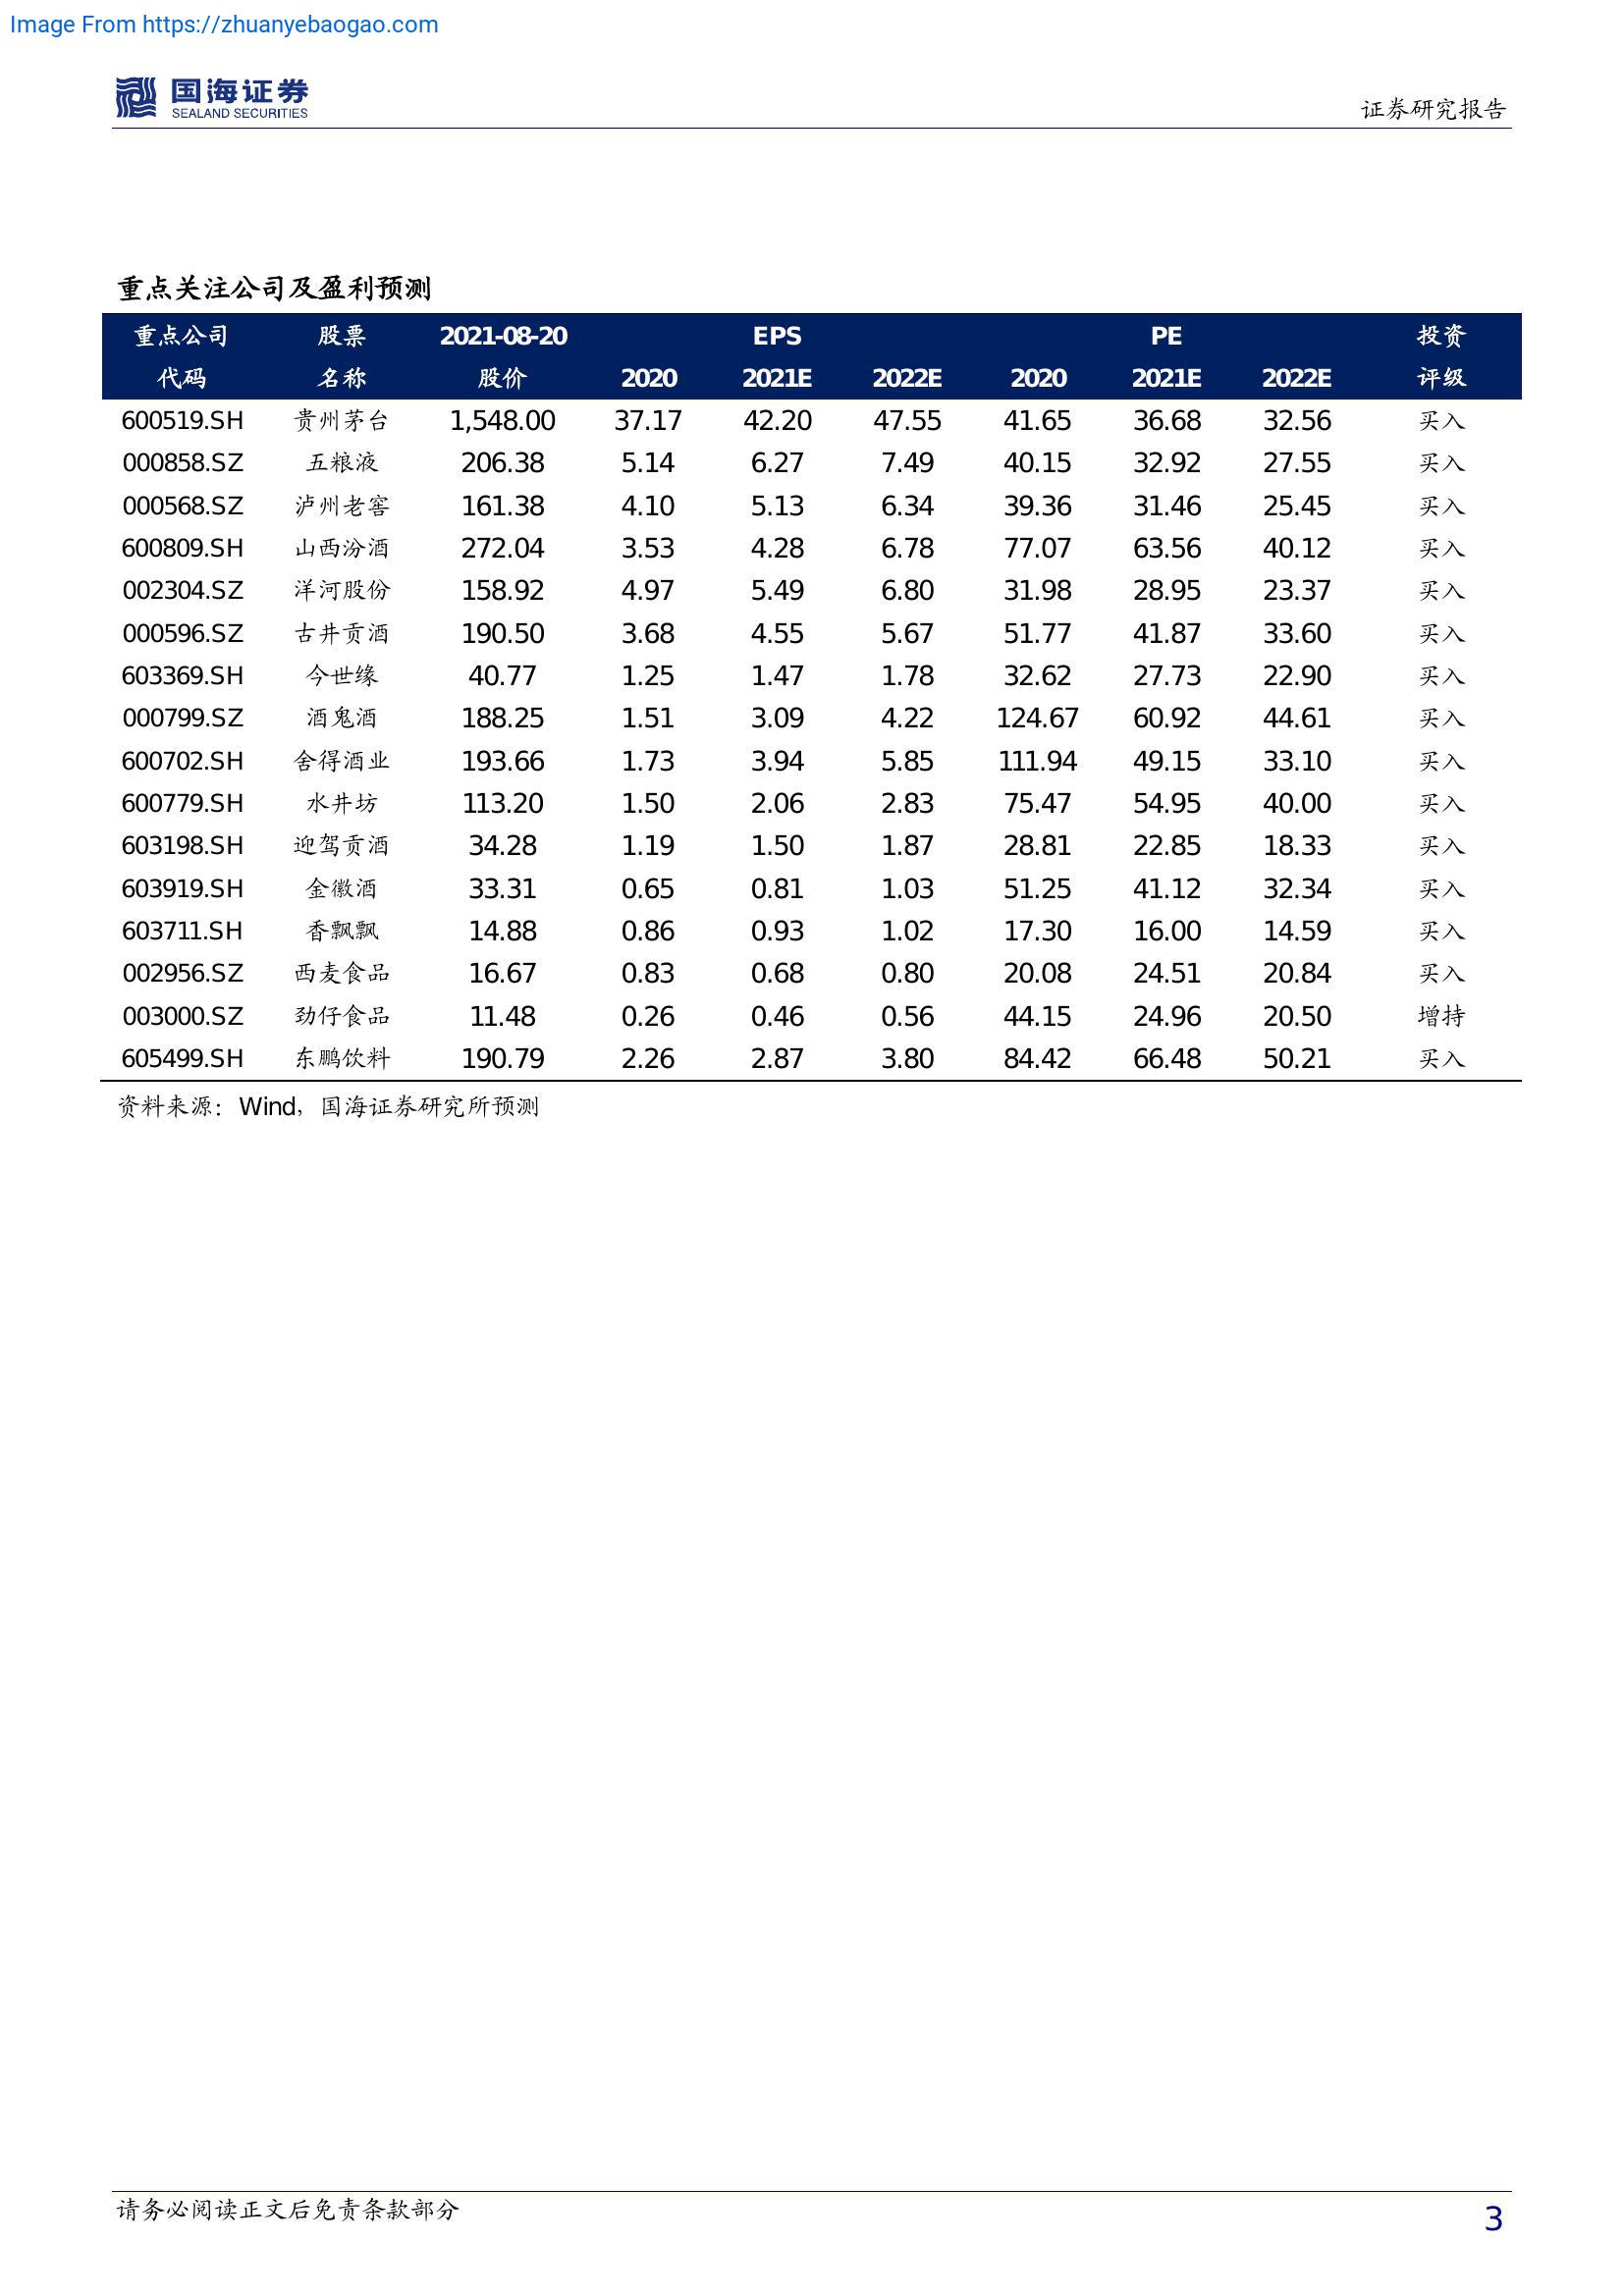 Image From https://zhuanyebaogao.com
国海证券
SEALAND SECURITIES
证券研究报告
重点关注公司及盈利预测
重点公司 股票 2021-08-20 EPS PE 投资
代码 名称 股价 2020 2021E 2022E 2020 2021E 2022E 评级
600519.SH 贵州茅台 1,548.00 37.17 42.20 47.55 41.65 36.68 32.56 买入
000858.SZ 五粮液 206.38 5.14 6.27 7.49 40.15 32.92 27.55 买入
000568.SZ 泸州老窖 161.38 4.10 5.13 6.34 39.36 31.46 25.45 买入
600809.SH 山西汾酒 272.04 3.53 4.28 6.78 77.07 63.56 40.12 买入
002304.SZ 洋河股份 158.92 4.97 5.49 6.80 31.98 28.95 23.37 买入
000596.SZ 古井贡酒 190.50 3.68 4.55 5.67 51.77 41.87 33.60 买入
603369.SH 今世缘 40.77 1.25 1.47 1.78 32.62 27.73 22.90 买入
000799.SZ 酒鬼酒 188.25 1.51 3.09 4.22 124.67 60.92 44.61 买入
600702.SH 舍得酒业 193.66 1.73 3.94 5.85 111.94 49.15 33.10 买入
600779.SH 水井坊 113.20 1.50 2.06 2.83 75.47 54.95 40.00 买入
603198.SH 迎驾贡酒 34.28 1.19 1.50 1.87 28.81 22.85 18.33 买入
603919.SH 金徽酒 33.31 0.65 0.81 1.03 51.25 41.12 32.34 买入
603711.SH 香飘飘 14.88 0.86 0.93 1.02 17.30 16.00 14.59 买入
002956.SZ 西麦食品 16.67 0.83 0.68 0.80 20.08 24.51 20.84 买入
003000.SZ 劲仔食品 11.48 0.26 0.46 0.56 44.15 24.96 20.50 增持
605499.SH 东鹏饮料 190.79 2.26 2.87 3.80 84.42 66.48 50.21 买入
资料来源：Wind，国海证券研究所预测
请务必阅读正文后免责条款部分
3